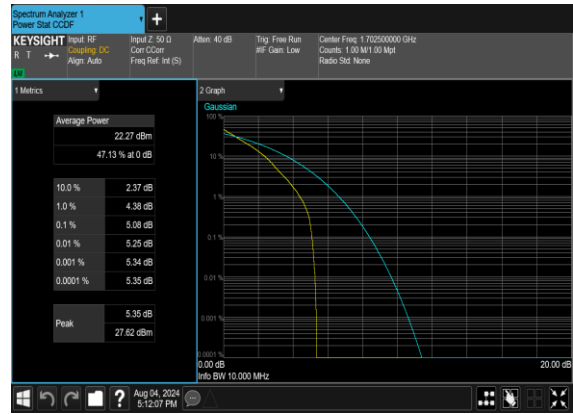 Spectrum Analyzer 1
Power Stat CCDF
KEYSIGHT
R T
LXI
Input: RF
Coupling: DC
Align: Auto
Input Z: 50 Ω
Corr CCorr
Freq Ref: Int (S)
Atten: 40 dB
Trig: Free Run
#IF Gain: Low
Center Freq: 1.702500000 GHz
Counts: 1.00 M/1.00 Mpt
Radio Std: None
1 Metrics
Average Power
22.27 dBm
47.13 % at 0 dB
10.0 % 2.37 dB
1.0 % 4.38 dB
0.1 % 5.08 dB
0.01 % 5.25 dB
0.001 % 5.34 dB
0.0001 % 5.35 dB
Peak
5.35 dB
27.62 dBm
2 Graph
Gaussian
100 %
10 %
1 %
0.1 %
0.01 %
0.001 %
0.0001 %
0.00 dB 20.00 dB
Info BW 10.000 MHz
? Aug 04, 2024
5:12:07 PM